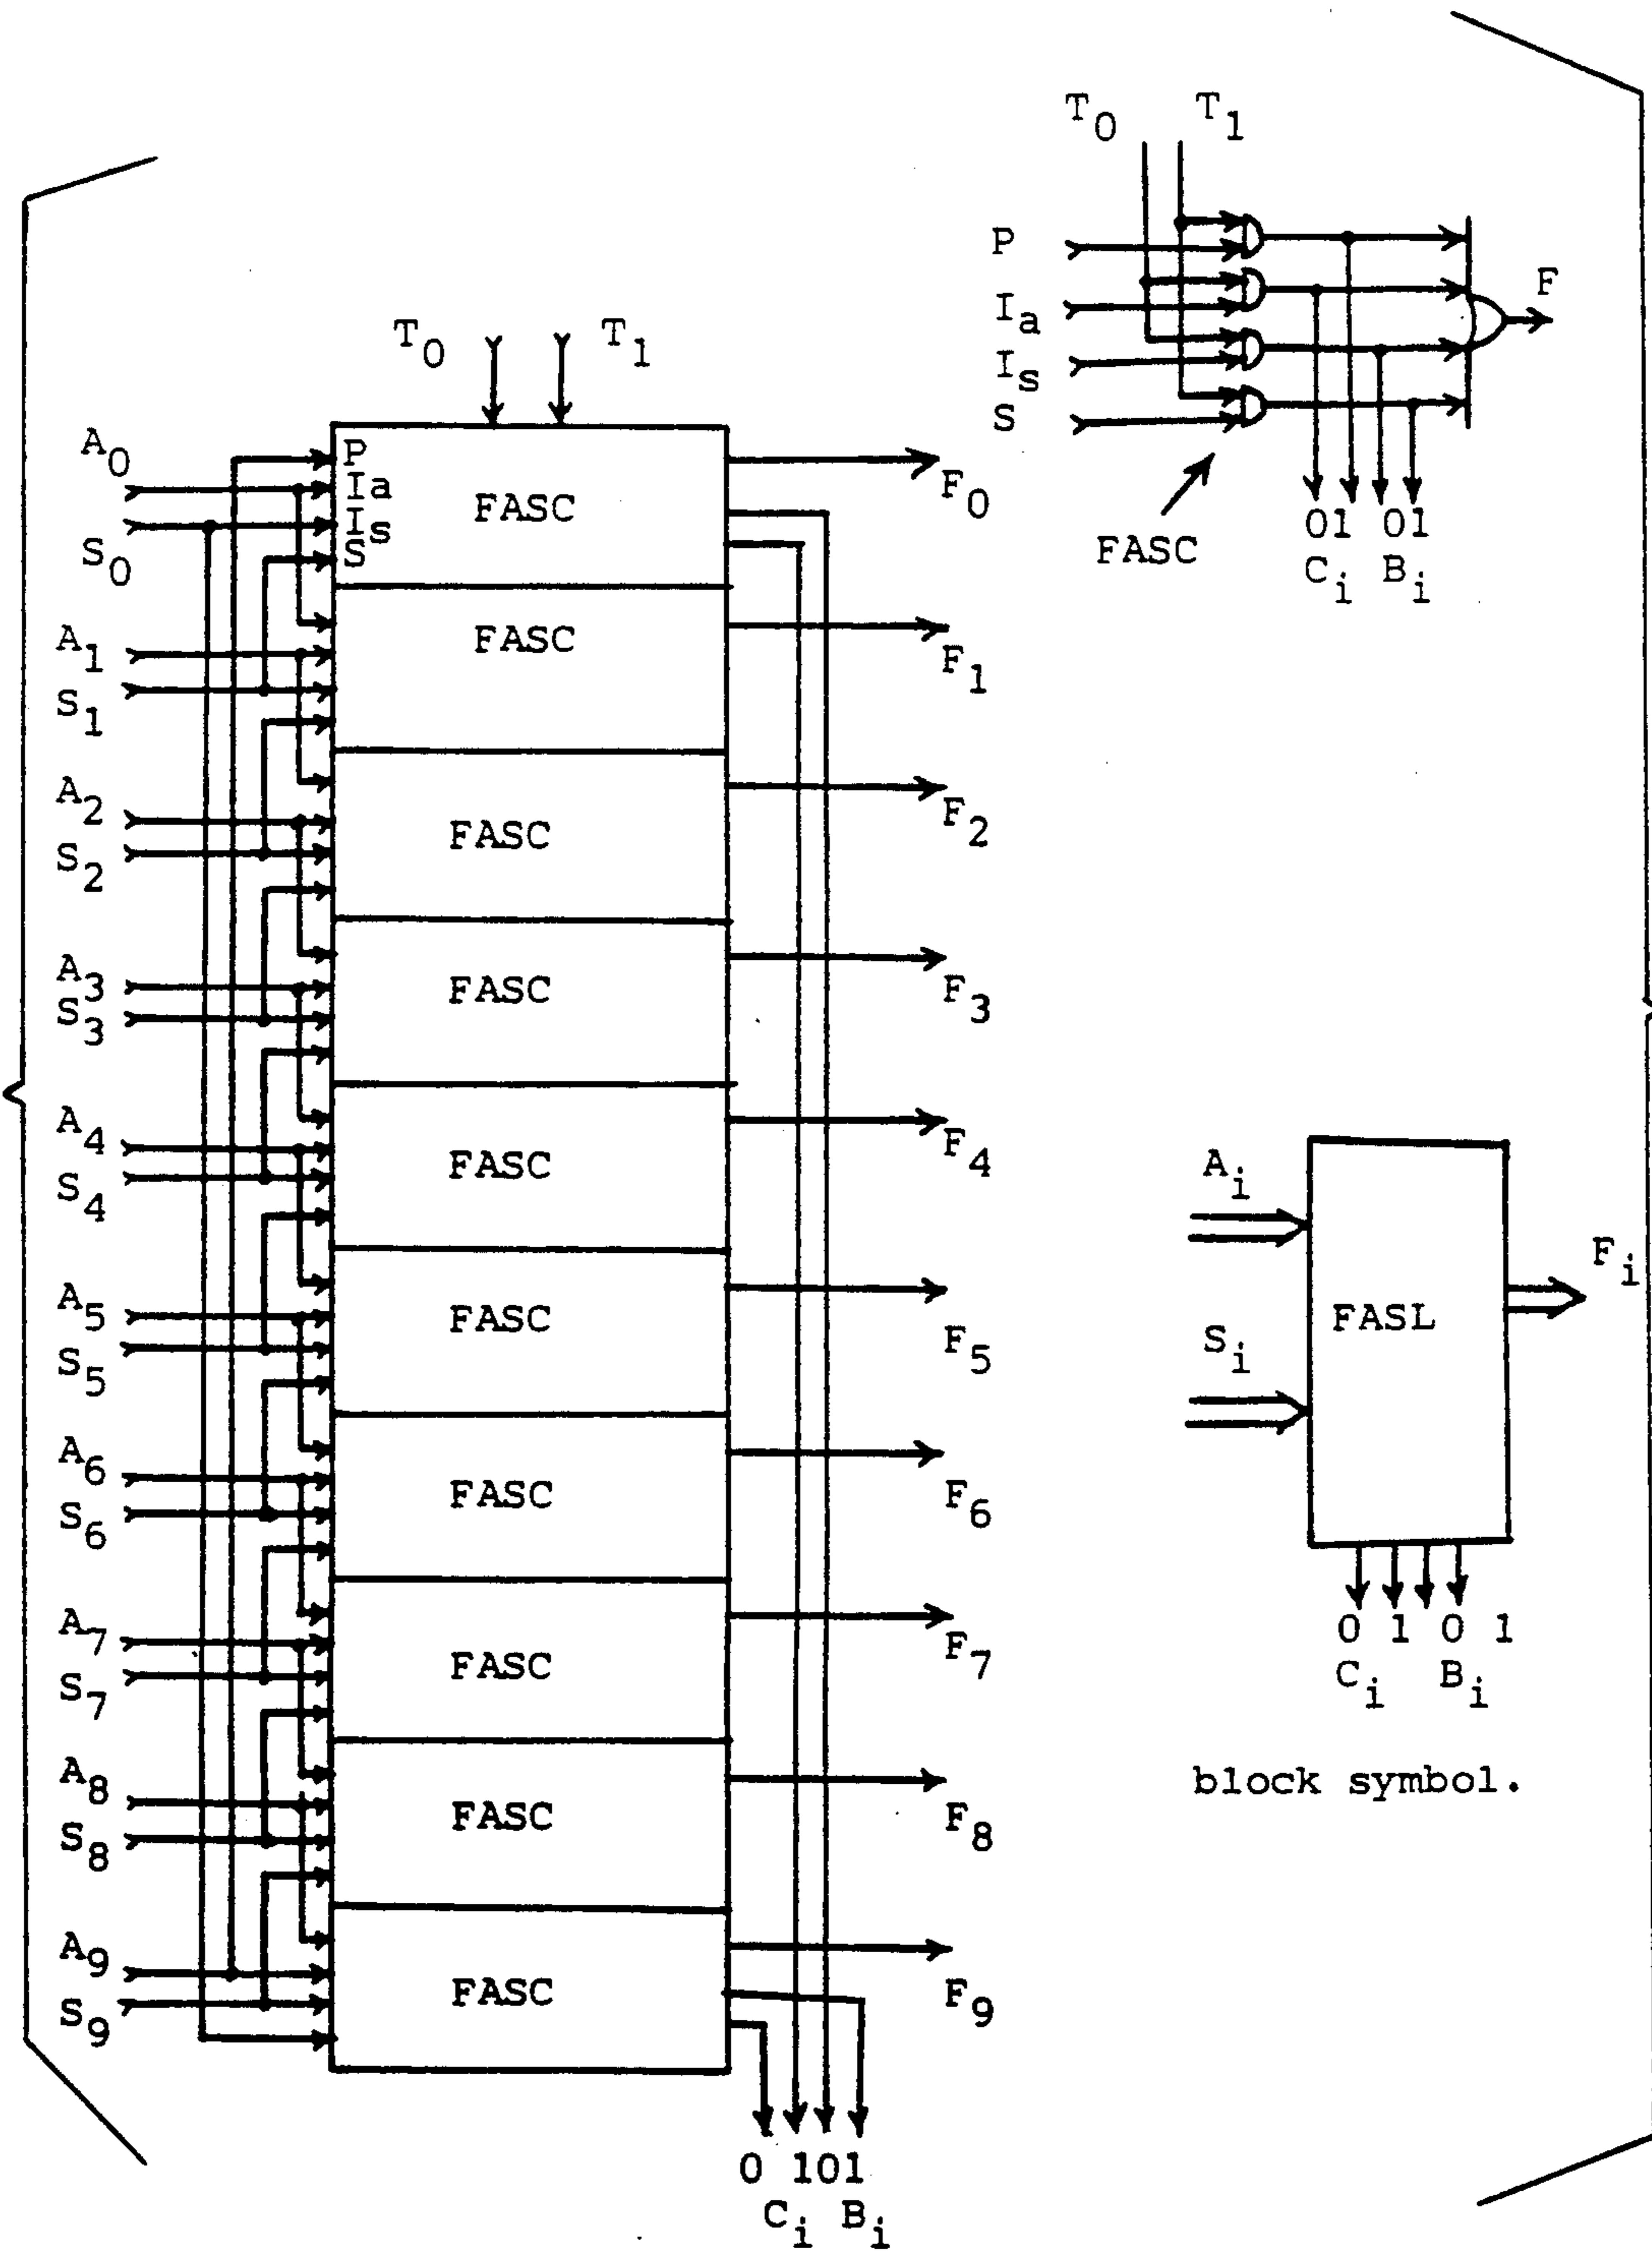 T0 T1
P
Ia
Is
S
F
FASC
01 01
Ci Bi
T0 T1
A0
S0
P
Ia
Is
S
FASC
F0
A1
S1
FASC
F1
A2
S2
FASC
F2
A3
S3
FASC
F3
A4
S4
FASC
F4
A5
S5
FASC
F5
A6
S6
FASC
F6
A7
S7
FASC
F7
A8
S8
FASC
F8
A9
S9
FASC
F9
0 101
Ci Bi
Ai
Si
FASL
Fi
0 1 0 1
Ci Bi
block symbol.